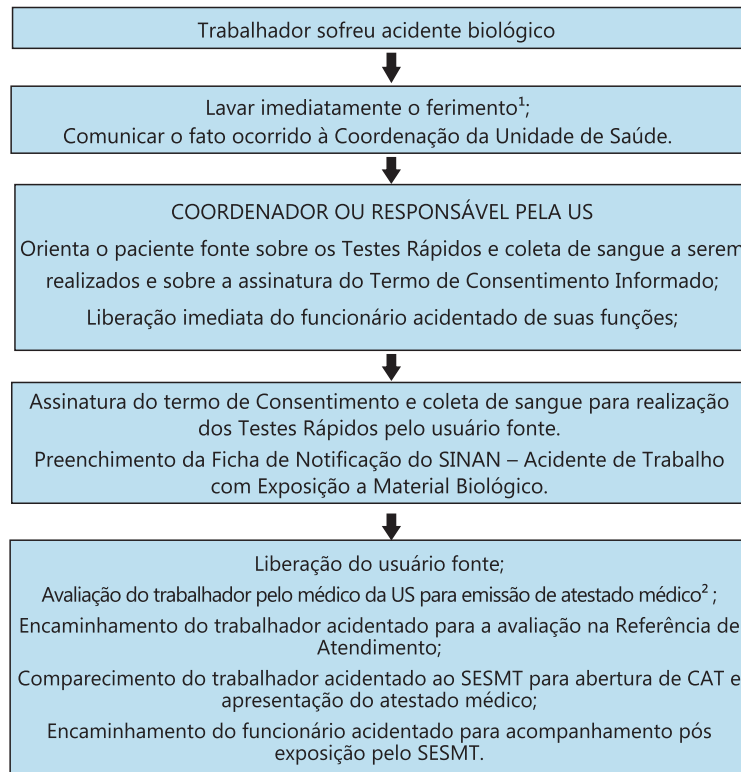 Trabalhador sofreu acidente biológico
Lavar imediatamente o ferimento¹;
Comunicar o fato ocorrido à Coordenação da Unidade de Saúde.
COORDENADOR OU RESPONSÁVEL PELA US
Orienta o paciente fonte sobre os Testes Rápidos e coleta de sangue a serem
realizados e sobre a assinatura do Termo de Consentimento Informado;
Liberação imediata do funcionário acidentado de suas funções;
Assinatura do termo de Consentimento e coleta de sangue para realização
dos Testes Rápidos pelo usuário fonte.
Preenchimento da Ficha de Notificação do SINAN – Acidente de Trabalho
com Exposição a Material Biológico.
Liberação do usuário fonte;
Avaliação do trabalhador pelo médico da US para emissão de atestado médico² ;
Encaminhamento do trabalhador acidentado para a avaliação na Referência de
Atendimento;
Comparecimento do trabalhador acidentado ao SESMT para abertura de CAT e
apresentação do atestado médico;
Encaminhamento do funcionário acidentado para acompanhamento pós
exposição pelo SESMT.